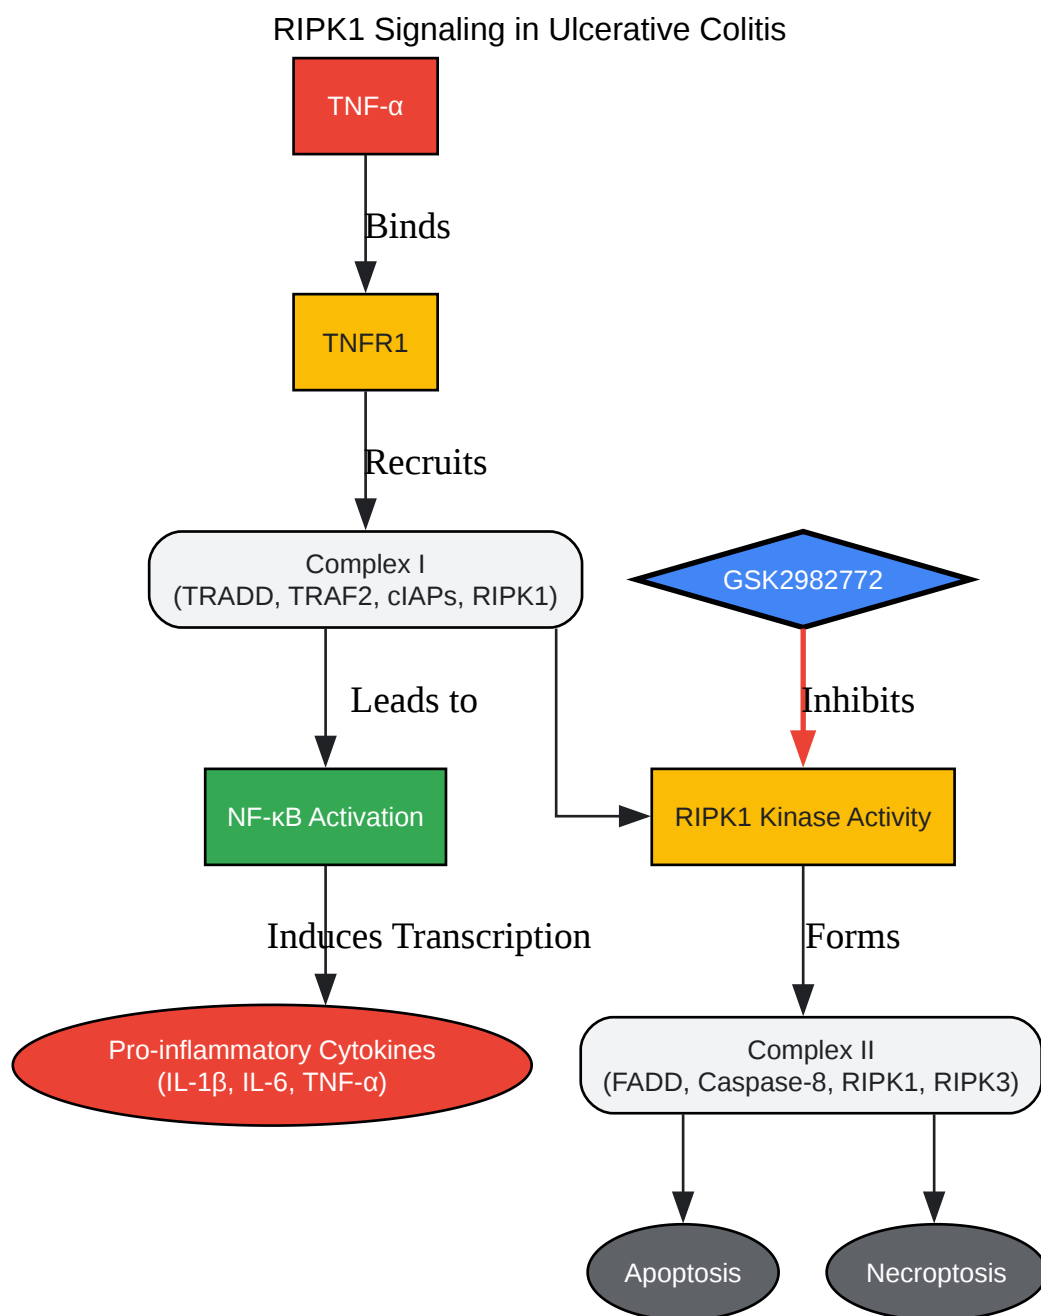 RIPK1 Signaling in Ulcerative Colitis
TNF-α
Binds
TNFR1
Recruits
Complex I
(TRADD, TRAF2, cIAPs, RIPK1)
GSK2982772
Leads to
Inhibits
NF-κB Activation
RIPK1 Kinase Activity
Induces Transcription
Forms
Pro-inflammatory Cytokines
(IL-1β, IL-6, TNF-α)
Complex II
(FADD, Caspase-8, RIPK1, RIPK3)
Apoptosis
Necroptosis